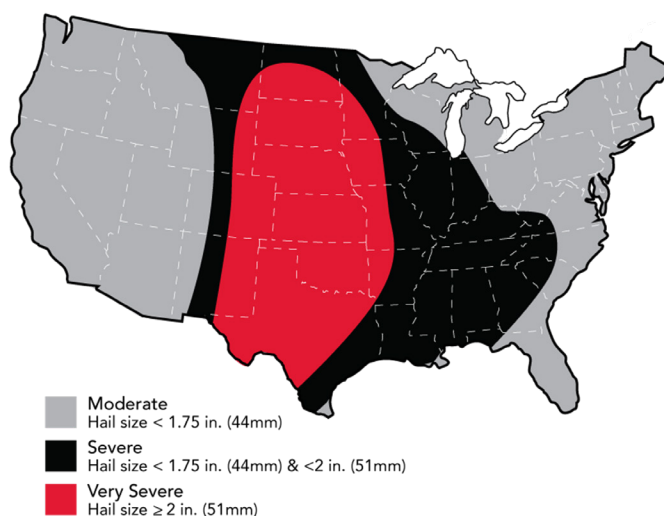 Moderate
Hail size < 1.75 in. (44mm)
Severe
Hail size < 1.75 in. (44mm) & <2 in. (51mm)
Very Severe
Hail size ≥ 2 in. (51mm)